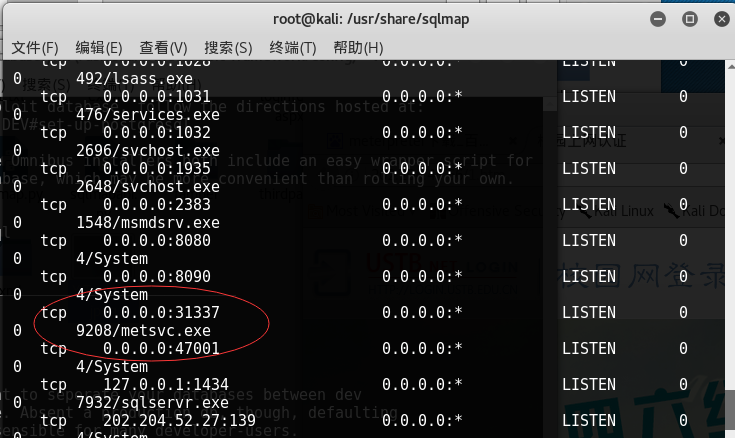 root@kali: /usr/share/sqlmap
文件(F) 编辑(E) 查看(V) 搜索(S) 终端(T) 帮助(H)
tcp 0.0.0.0:1028 0.0.0.0:* LISTEN 0
0 492/lsass.exe
tcp 0.0.0.0:1031 0.0.0.0:* LISTEN 0
0 476/services.exe
tcp 0.0.0.0:1032 0.0.0.0:* LISTEN 0
0 2696/svchost.exe
tcp 0.0.0.0:1935 0.0.0.0:* LISTEN 0
0 2648/svchost.exe
tcp 0.0.0.0:2383 0.0.0.0:* LISTEN 0
0 1548/msmdsrv.exe
tcp 0.0.0.0:8080 0.0.0.0:* LISTEN 0
0 4/System
tcp 0.0.0.0:8090 0.0.0.0:* LISTEN 0
0 4/System
tcp 0.0.0.0:31337 0.0.0.0:* LISTEN 0
0 9208/metsvc.exe
tcp 0.0.0.0:47001 0.0.0.0:* LISTEN 0
0 4/System
tcp 127.0.0.1:1434 0.0.0.0:* LISTEN 0
0 7932/sqlservr.exe
tcp 202.204.52.27:139 0.0.0.0:* LISTEN 0
0 4/System